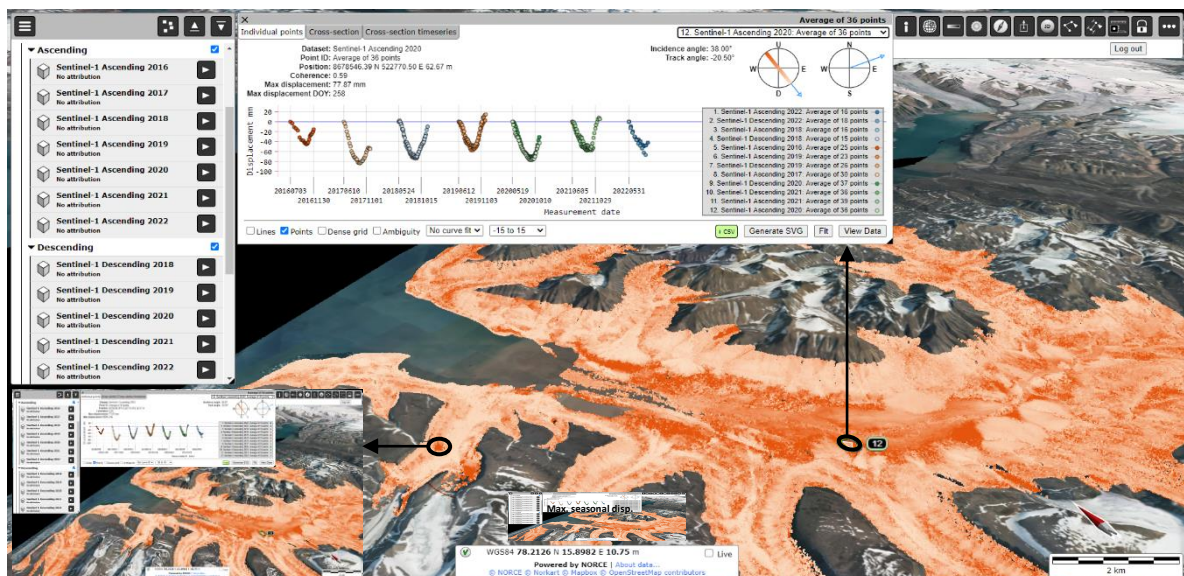 Ascending
Sentinel-1 Ascending 2016
No attribution
Sentinel-1 Ascending 2017
No attribution
Sentinel-1 Ascending 2018
No attribution
Sentinel-1 Ascending 2019
No attribution
Sentinel-1 Ascending 2020
No attribution
Sentinel-1 Ascending 2021
No attribution
Sentinel-1 Ascending 2022
No attribution
Descending
Sentinel-1 Descending 2018
No attribution
Sentinel-1 Descending 2019
No attribution
Sentinel-1 Descending 2020
No attribution
Sentinel-1 Descending 2021
No attribution
Sentinel-1 Descending 2022
No attribution
Average of 36 points
Individual points Cross-section Cross-section timeseries
12. Sentinel-1 Ascending 2020: Average of 36 points
Dataset: Sentinel-1 Ascending 2020
Point ID: Average of 36 points
Position: 8678546.39 N 522770.50 E 62.67 m
Coherence: 0.59
Max displacement: 77.87 mm
Max displacement DOY: 258
Incidence angle: 38.00°
Track angle: -20.50°
U
W E
D
N
W E
S
Displacement mm
20
0
-20
-40
-60
-80
-100
20160703 20170610 20180524 20190612 20200519 20210605 20220531
20161130 20171101 20181015 20191103 20201010 20211029
Measurement date
1. Sentinel-1 Ascending 2022: Average of 18 points
2. Sentinel-1 Descending 2022: Average of 18 points
3. Sentinel-1 Ascending 2018: Average of 16 points
4. Sentinel-1 Descending 2018: Average of 15 points
5. Sentinel-1 Ascending 2016: Average of 25 points
6. Sentinel-1 Ascending 2019: Average of 23 points
7. Sentinel-1 Descending 2019: Average of 26 points
8. Sentinel-1 Ascending 2017: Average of 30 points
9. Sentinel-1 Descending 2020: Average of 37 points
10. Sentinel-1 Ascending 2021: Average of 36 points
11. Sentinel-1 Descending 2021: Average of 38 points
12. Sentinel-1 Ascending 2020: Average of 36 points
Lines Points Dense grid Ambiguity No curve fit -15 to 15
CSV Generate SVG Fit View Data
Log out
12
Max. seasonal disp.
WGS84 78.2126 N 15.8982 E 10.75 m
Live
Powered by NORCE | About data...
© NORCE © Norkart © Mapbox © OpenStreetMap contributors
2 km